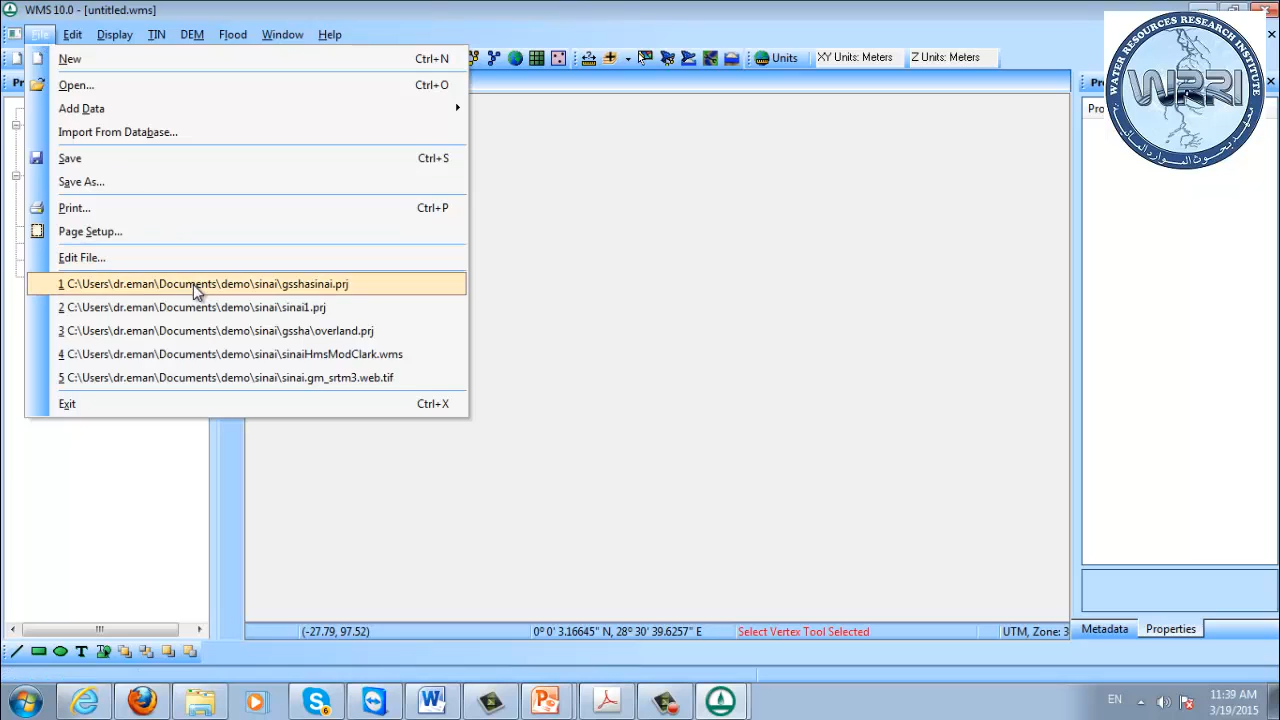 WMS 10.0 - [untitled.wms]
File Edit Display TIN DEM Flood Window Help
New Ctrl+N
Open... Ctrl+O
Add Data
Import From Database...
Save Ctrl+S
Save As...
Print... Ctrl+P
Page Setup...
Edit File...
1 C:\Users\dr.eman\Documents\demo\sinai\gsshasinai.prj
2 C:\Users\dr.eman\Documents\demo\sinai\sinai1.prj
3 C:\Users\dr.eman\Documents\demo\sinai\gssha\overland.prj
4 C:\Users\dr.eman\Documents\demo\sinai\sinaiHmsModClark.wms
5 C:\Users\dr.eman\Documents\demo\sinai\sinai.gm_srtm3.web.tif
Exit Ctrl+X
Units XY Units: Meters Z Units: Meters
WATER RESOURCES RESEARCH INSTITUTE
WRRI
معهد بحوث الموارد المائية
(-27.79, 97.52) 0º 0' 3.16645" N, 28º 30' 39.6257" E Select Vertex Tool Selected UTM, Zone: 3
Metadata Properties
T
EN
11:39 AM
3/19/2015